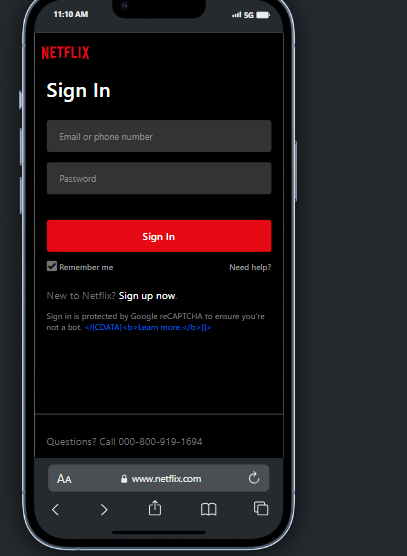 11:10 AM
5G
NETFLIX
Sign In
Email or phone number
Password
Sign In
Remember me
Need help?
New to Netflix? Sign up now.
Sign in is protected by Google reCAPTCHA to ensure you're
not a bot. <![CDATA[<b>Learn more.</b>]]>
Questions? Call 000-800-919-1694
AA
www.netflix.com